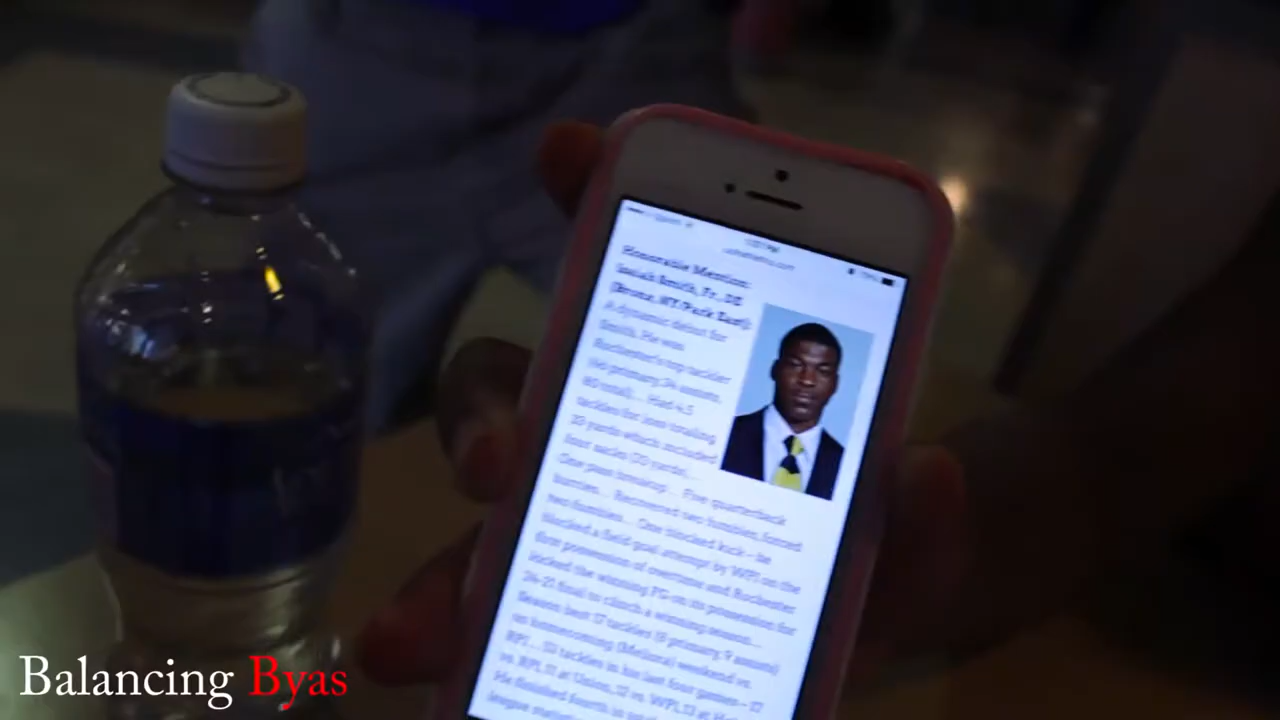 Honorable Mention:
Isaiah Smith, Fr., DE
(Bronx, NY/Park East):
A dynamic debut for
Smith. He was
Rochester's top tackler
(46 primary, 34 assists,
80 total)... Had 4.5
tackles for loss totaling
23 yards which included
four sacks (20 yards)...
One pass breakup... Five quarterback
hurries... Recovered two fumbles, forced
two fumbles... One blocked kick - he
blocked a field goal attempt by WPI on the
first possession of overtime and Rochester
kicked the winning FG on its possession for
24-21 final to clinch a winning season...
Season best 17 tackles (8 primary, 9 assists)
on homecoming (Meliora) weekend vs.
RPI... 53 tackles in his last four games - 17
vs. RPI, 11 at Union, 12 vs. WPI, 13 at
He finished fourth in
league
Balancing Byas